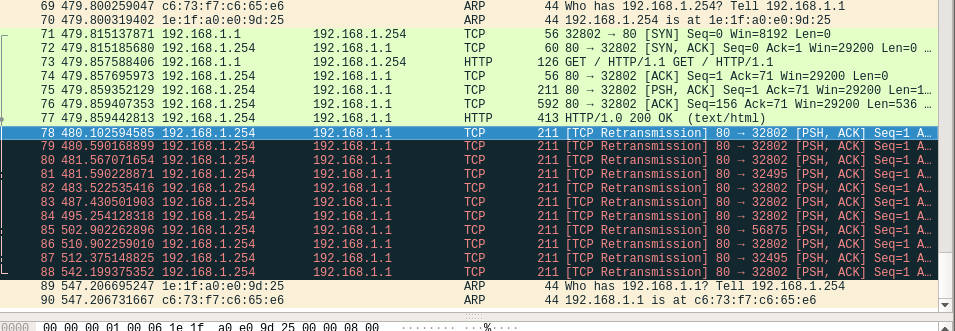 69 479.800259047 c6:73:f7:c6:65:e6 ARP 44 Who has 192.168.1.254? Tell 192.168.1.1
70 479.800319402 1e:1f:a0:e0:9d:25 ARP 44 192.168.1.254 is at 1e:1f:a0:e0:9d:25
71 479.815137871 192.168.1.1 192.168.1.254 TCP 56 32802 → 80 [SYN] Seq=0 Win=8192 Len=0
72 479.815185680 192.168.1.254 192.168.1.1 TCP 60 80 → 32802 [SYN, ACK] Seq=0 Ack=1 Win=29200 Len=0 …
73 479.857588406 192.168.1.1 192.168.1.254 HTTP 126 GET / HTTP/1.1 GET / HTTP/1.1
74 479.857695973 192.168.1.254 192.168.1.1 TCP 56 80 → 32802 [ACK] Seq=1 Ack=71 Win=29200 Len=0
75 479.859352129 192.168.1.254 192.168.1.1 TCP 211 80 → 32802 [PSH, ACK] Seq=1 Ack=71 Win=29200 Len=1…
76 479.859407353 192.168.1.254 192.168.1.1 TCP 592 80 → 32802 [ACK] Seq=156 Ack=71 Win=29200 Len=536 …
77 479.859442813 192.168.1.254 192.168.1.1 HTTP 413 HTTP/1.0 200 OK (text/html)
78 480.102594585 192.168.1.254 192.168.1.1 TCP 211 [TCP Retransmission] 80 → 32802 [PSH, ACK] Seq=1 A…
79 480.590168899 192.168.1.254 192.168.1.1 TCP 211 [TCP Retransmission] 80 → 32802 [PSH, ACK] Seq=1 A…
80 481.567071654 192.168.1.254 192.168.1.1 TCP 211 [TCP Retransmission] 80 → 32802 [PSH, ACK] Seq=1 A…
81 481.590228871 192.168.1.254 192.168.1.1 TCP 211 [TCP Retransmission] 80 → 32495 [PSH, ACK] Seq=1 A…
82 483.522535416 192.168.1.254 192.168.1.1 TCP 211 [TCP Retransmission] 80 → 32802 [PSH, ACK] Seq=1 A…
83 487.430501903 192.168.1.254 192.168.1.1 TCP 211 [TCP Retransmission] 80 → 32802 [PSH, ACK] Seq=1 A…
84 495.254128318 192.168.1.254 192.168.1.1 TCP 211 [TCP Retransmission] 80 → 32802 [PSH, ACK] Seq=1 A…
85 502.902262896 192.168.1.254 192.168.1.1 TCP 211 [TCP Retransmission] 80 → 56875 [PSH, ACK] Seq=1 A…
86 510.902259010 192.168.1.254 192.168.1.1 TCP 211 [TCP Retransmission] 80 → 32802 [PSH, ACK] Seq=1 A…
87 512.375148825 192.168.1.254 192.168.1.1 TCP 211 [TCP Retransmission] 80 → 32495 [PSH, ACK] Seq=1 A…
88 542.199375352 192.168.1.254 192.168.1.1 TCP 211 [TCP Retransmission] 80 → 32802 [PSH, ACK] Seq=1 A…
89 547.206695247 1e:1f:a0:e0:9d:25 ARP 44 Who has 192.168.1.1? Tell 192.168.1.254
90 547.206731667 c6:73:f7:c6:65:e6 ARP 44 192.168.1.1 is at c6:73:f7:c6:65:e6
0000 00 00 00 01 00 06 1e 1f a0 e0 9d 25 00 00 08 00 ········ ···%····